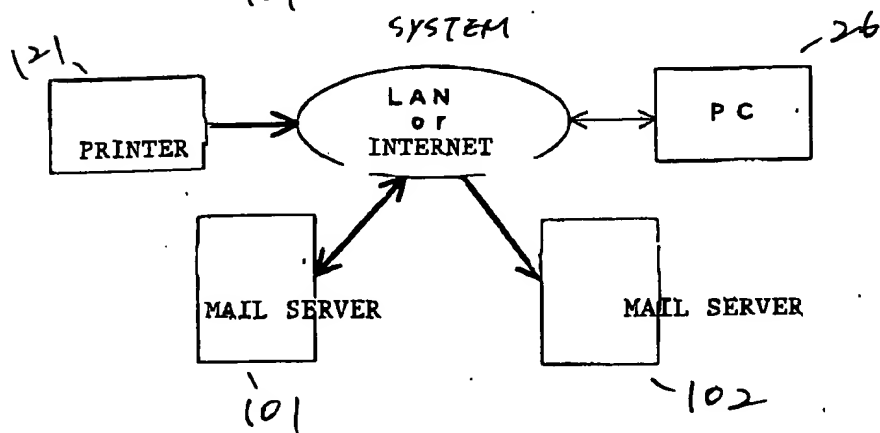 SYSTEM
121
26
LAN
or
INTERNET
PC
PRINTER
MAIL SERVER
MAIL SERVER
101
102